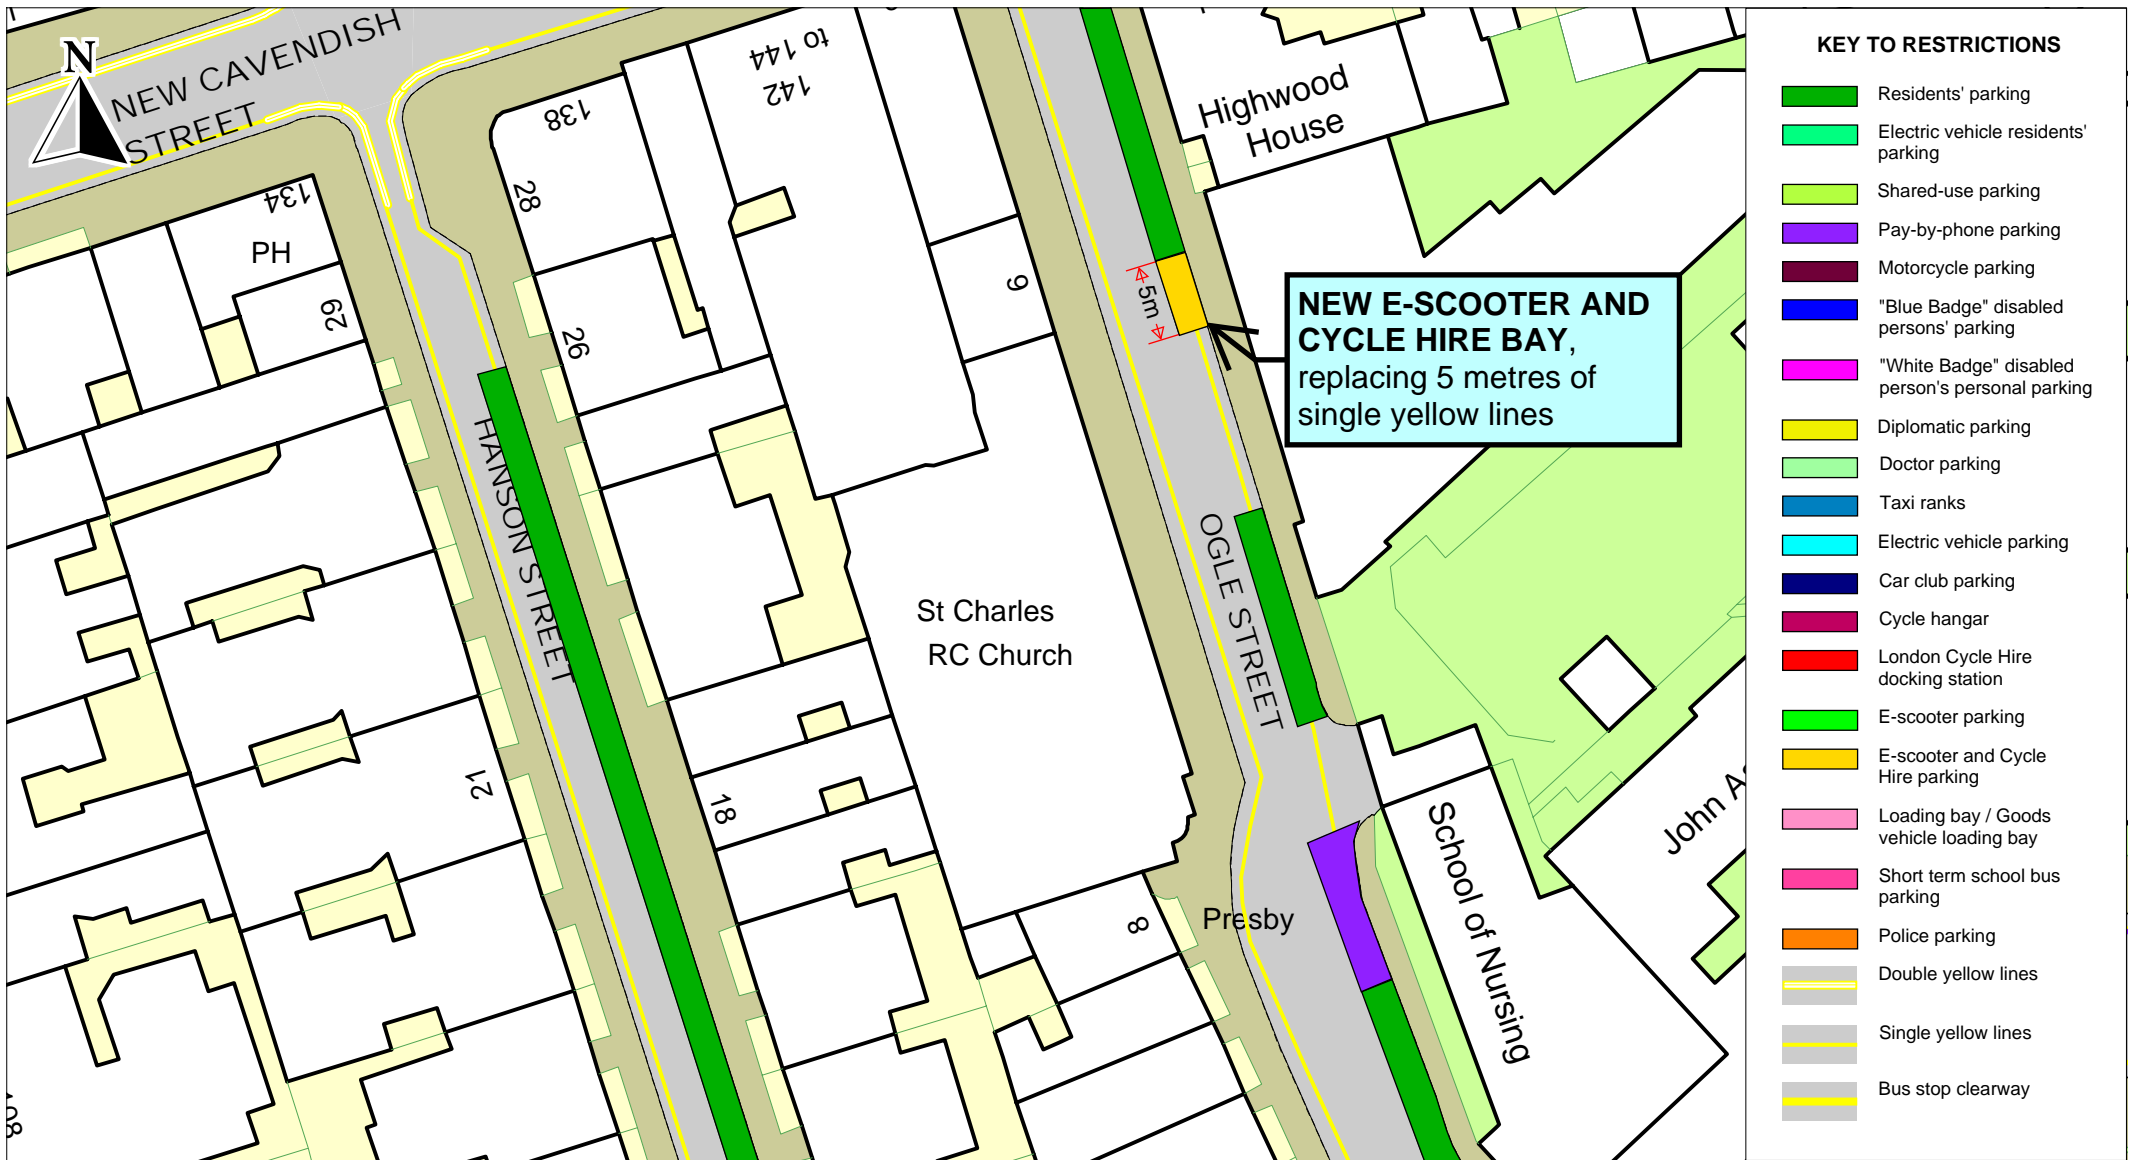 N
NEW CAVENDISH
STREET
134
PH
29
138
28
26
142
to 144
9
HANSON STREET
21
18
St Charles
RC Church
8
Presby
Highwood
House
5m
NEW E-SCOOTER AND
CYCLE HIRE BAY,
replacing 5 metres of
single yellow lines
OGLE STREET
School of Nursing
John
KEY TO RESTRICTIONS
Residents' parking
Electric vehicle residents'
parking
Shared-use parking
Pay-by-phone parking
Motorcycle parking
"Blue Badge" disabled
persons' parking
"White Badge" disabled
person's personal parking
Diplomatic parking
Doctor parking
Taxi ranks
Electric vehicle parking
Car club parking
Cycle hangar
London Cycle Hire
docking station
E-scooter parking
E-scooter and Cycle
Hire parking
Loading bay / Goods
vehicle loading bay
Short term school bus
parking
Police parking
Double yellow lines
Single yellow lines
Bus stop clearway